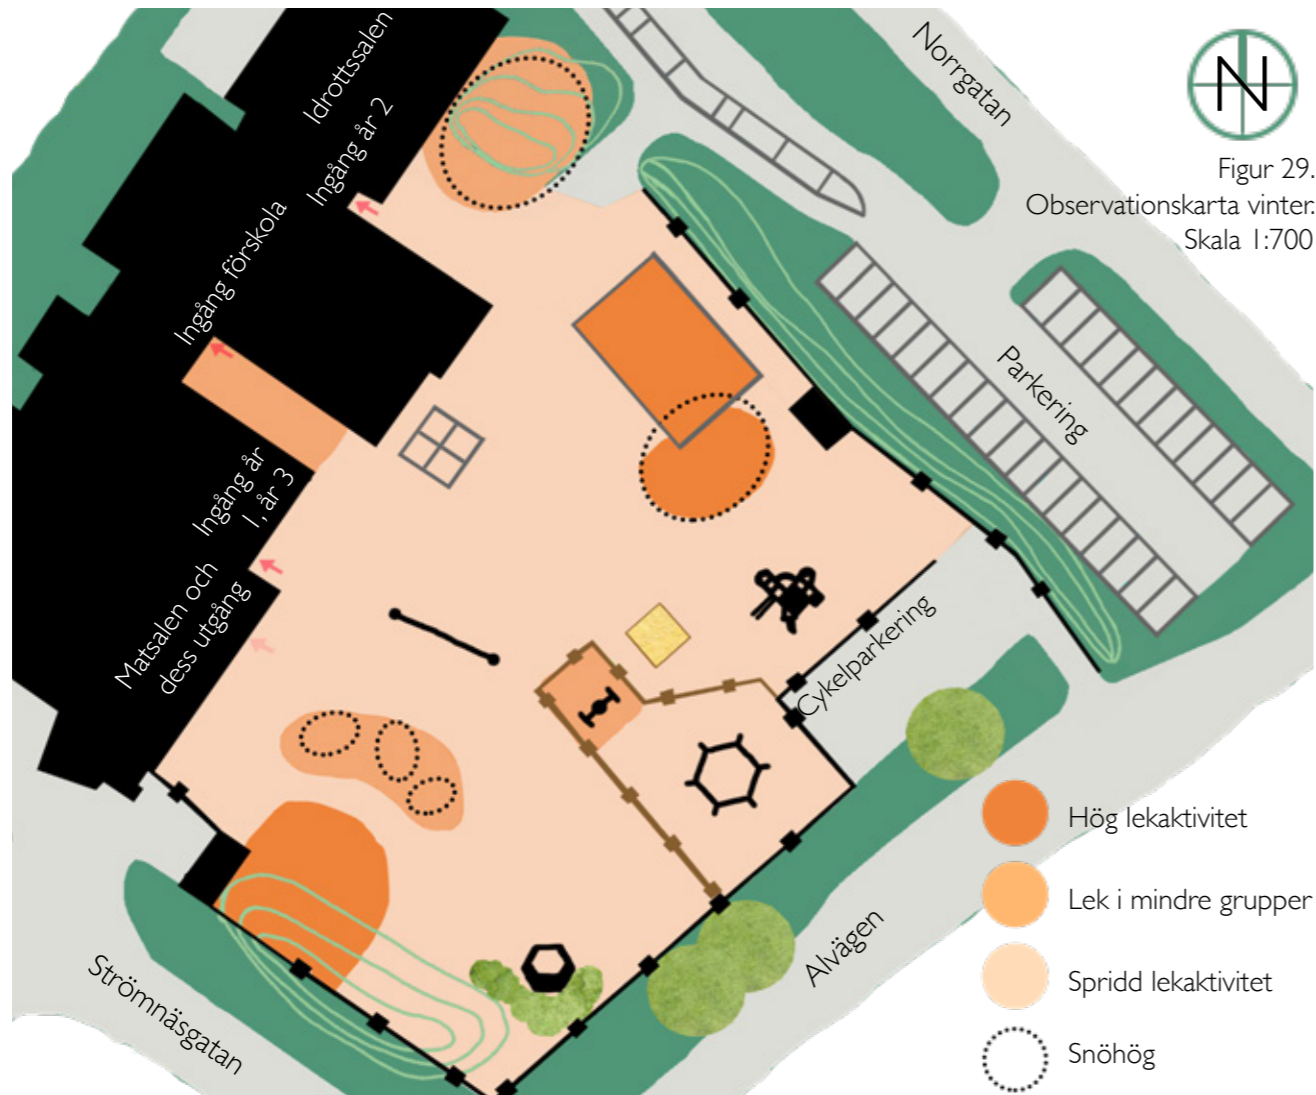 Idrottssalen
Ingång år 2
Ingång förskola
Ingång år
1, år 3
Matsalen och
dess utgång
Norrgatan
N
Figur 29.
Observationskarta vinter.
Skala 1:700
Parkering
Cykelparkering
Alvägen
Strömnäsgatan
Hög lekaktivitet
Lek i mindre grupper
Spridd lekaktivitet
Snöhög